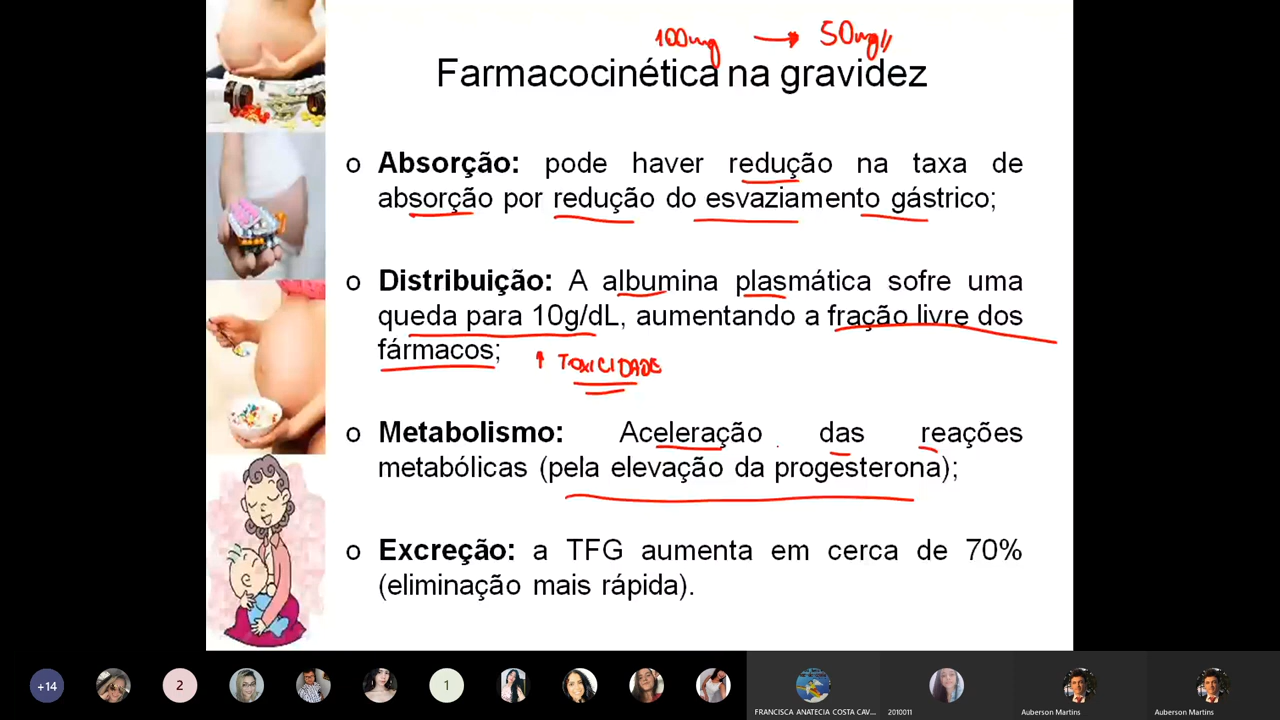 100mg → 50mg//
Farmacocinética na gravidez
o Absorção: pode haver redução na taxa de
absorção por redução do esvaziamento gástrico;
o Distribuição: A albumina plasmática sofre uma
queda para 10g/dL, aumentando a fração livre dos
fármacos;
↑ TOXICIDADE
o Metabolismo: Aceleração das reações
metabólicas (pela elevação da progesterona);
o Excreção: a TFG aumenta em cerca de 70%
(eliminação mais rápida).
+14
2
1
FRANCISCA ANATECIA COSTA CAV...
2010011
Auberson Martins
Auberson Martins